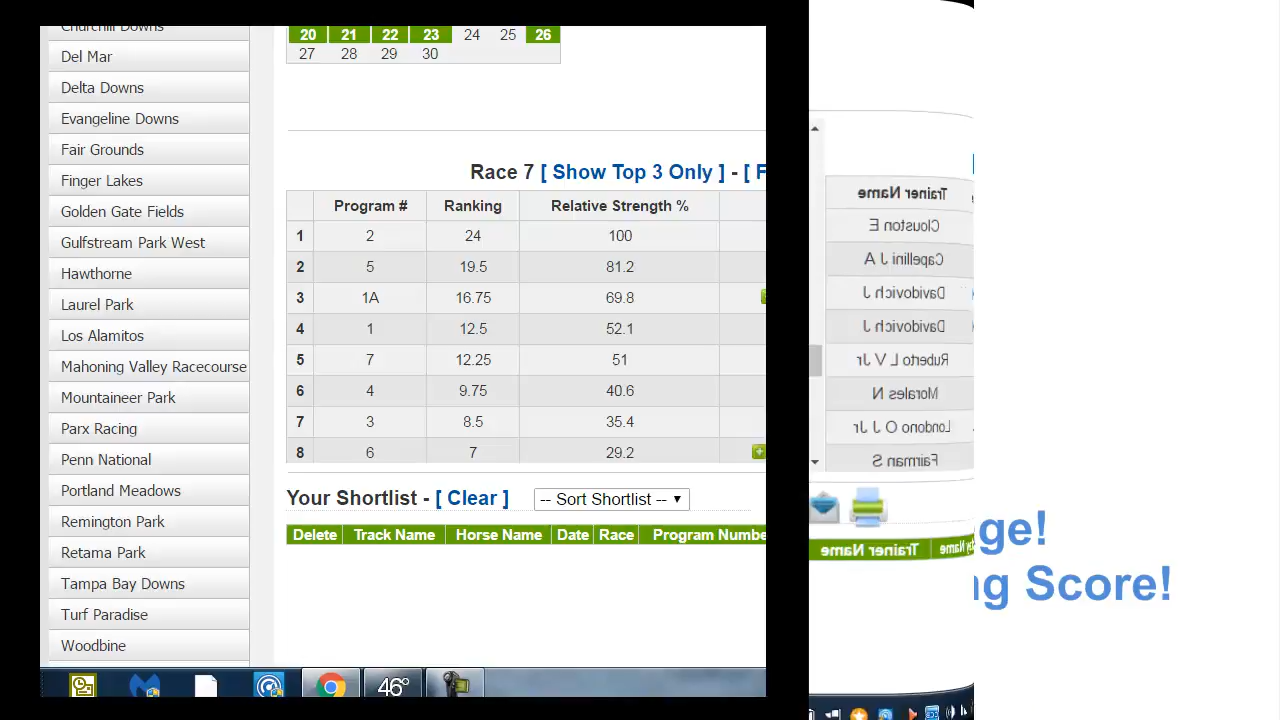 Churchill Downs
Del Mar
Delta Downs
Evangeline Downs
Fair Grounds
Finger Lakes
Golden Gate Fields
Gulfstream Park West
Hawthorne
Laurel Park
Los Alamitos
Mahoning Valley Racecourse
Mountaineer Park
Parx Racing
Penn National
Portland Meadows
Remington Park
Retama Park
Tampa Bay Downs
Turf Paradise
Woodbine
20 21 22 23 24 25 26
27 28 29 30
Race 7 [ Show Top 3 Only ] - [ F
Program # Ranking Relative Strength %
1 2 24 100
2 5 19.5 81.2
3 1A 16.75 69.8
4 1 12.5 52.1
5 7 12.25 51
6 4 9.75 40.6
7 3 8.5 35.4
8 6 7 29.2
Your Shortlist - [ Clear ] -- Sort Shortlist --
Delete Track Name Horse Name Date Race Program Numbe
46°
Trainer Name
Clouston E
Capellini J A
Davidovich J
Davidovich J
Ruberto L V Jr
Morales N
Londono O J Jr
Fairman S
Trainer Name
ge!
ng Score!